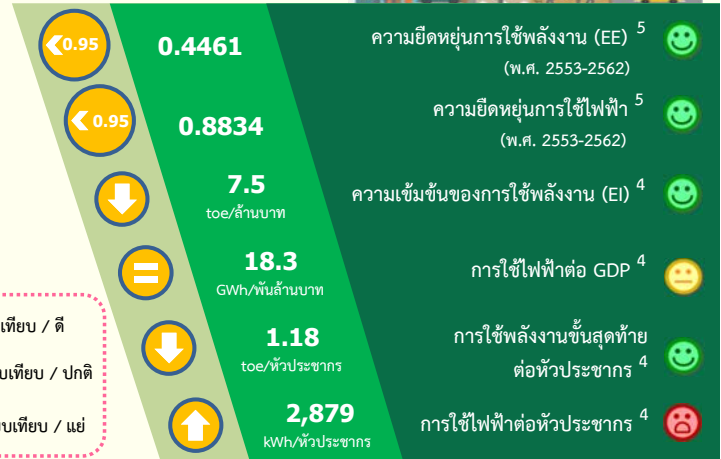 <0.95 0.4461 ความยืดหยุ่นการใช้พลังงาน (EE) 5
(พ.ศ. 2553-2562)
<0.95 0.8834 ความยืดหยุ่นการใช้ไฟฟ้า 5
(พ.ศ. 2553-2562)
7.5 ความเข้มข้นของการใช้พลังงาน (EI) 4
toe/ล้านบาท
18.3 การใช้ไฟฟ้าต่อ GDP 4
GWh/พันล้านบาท
1.18 การใช้พลังงานขั้นสุดท้าย
toe/หัวประชากร ต่อหัวประชากร 4
2,879 การใช้ไฟฟ้าต่อหัวประชากร 4
kWh/หัวประชากร
เทียบ / ดี
เทียบ / ปกติ
เทียบ / แย่